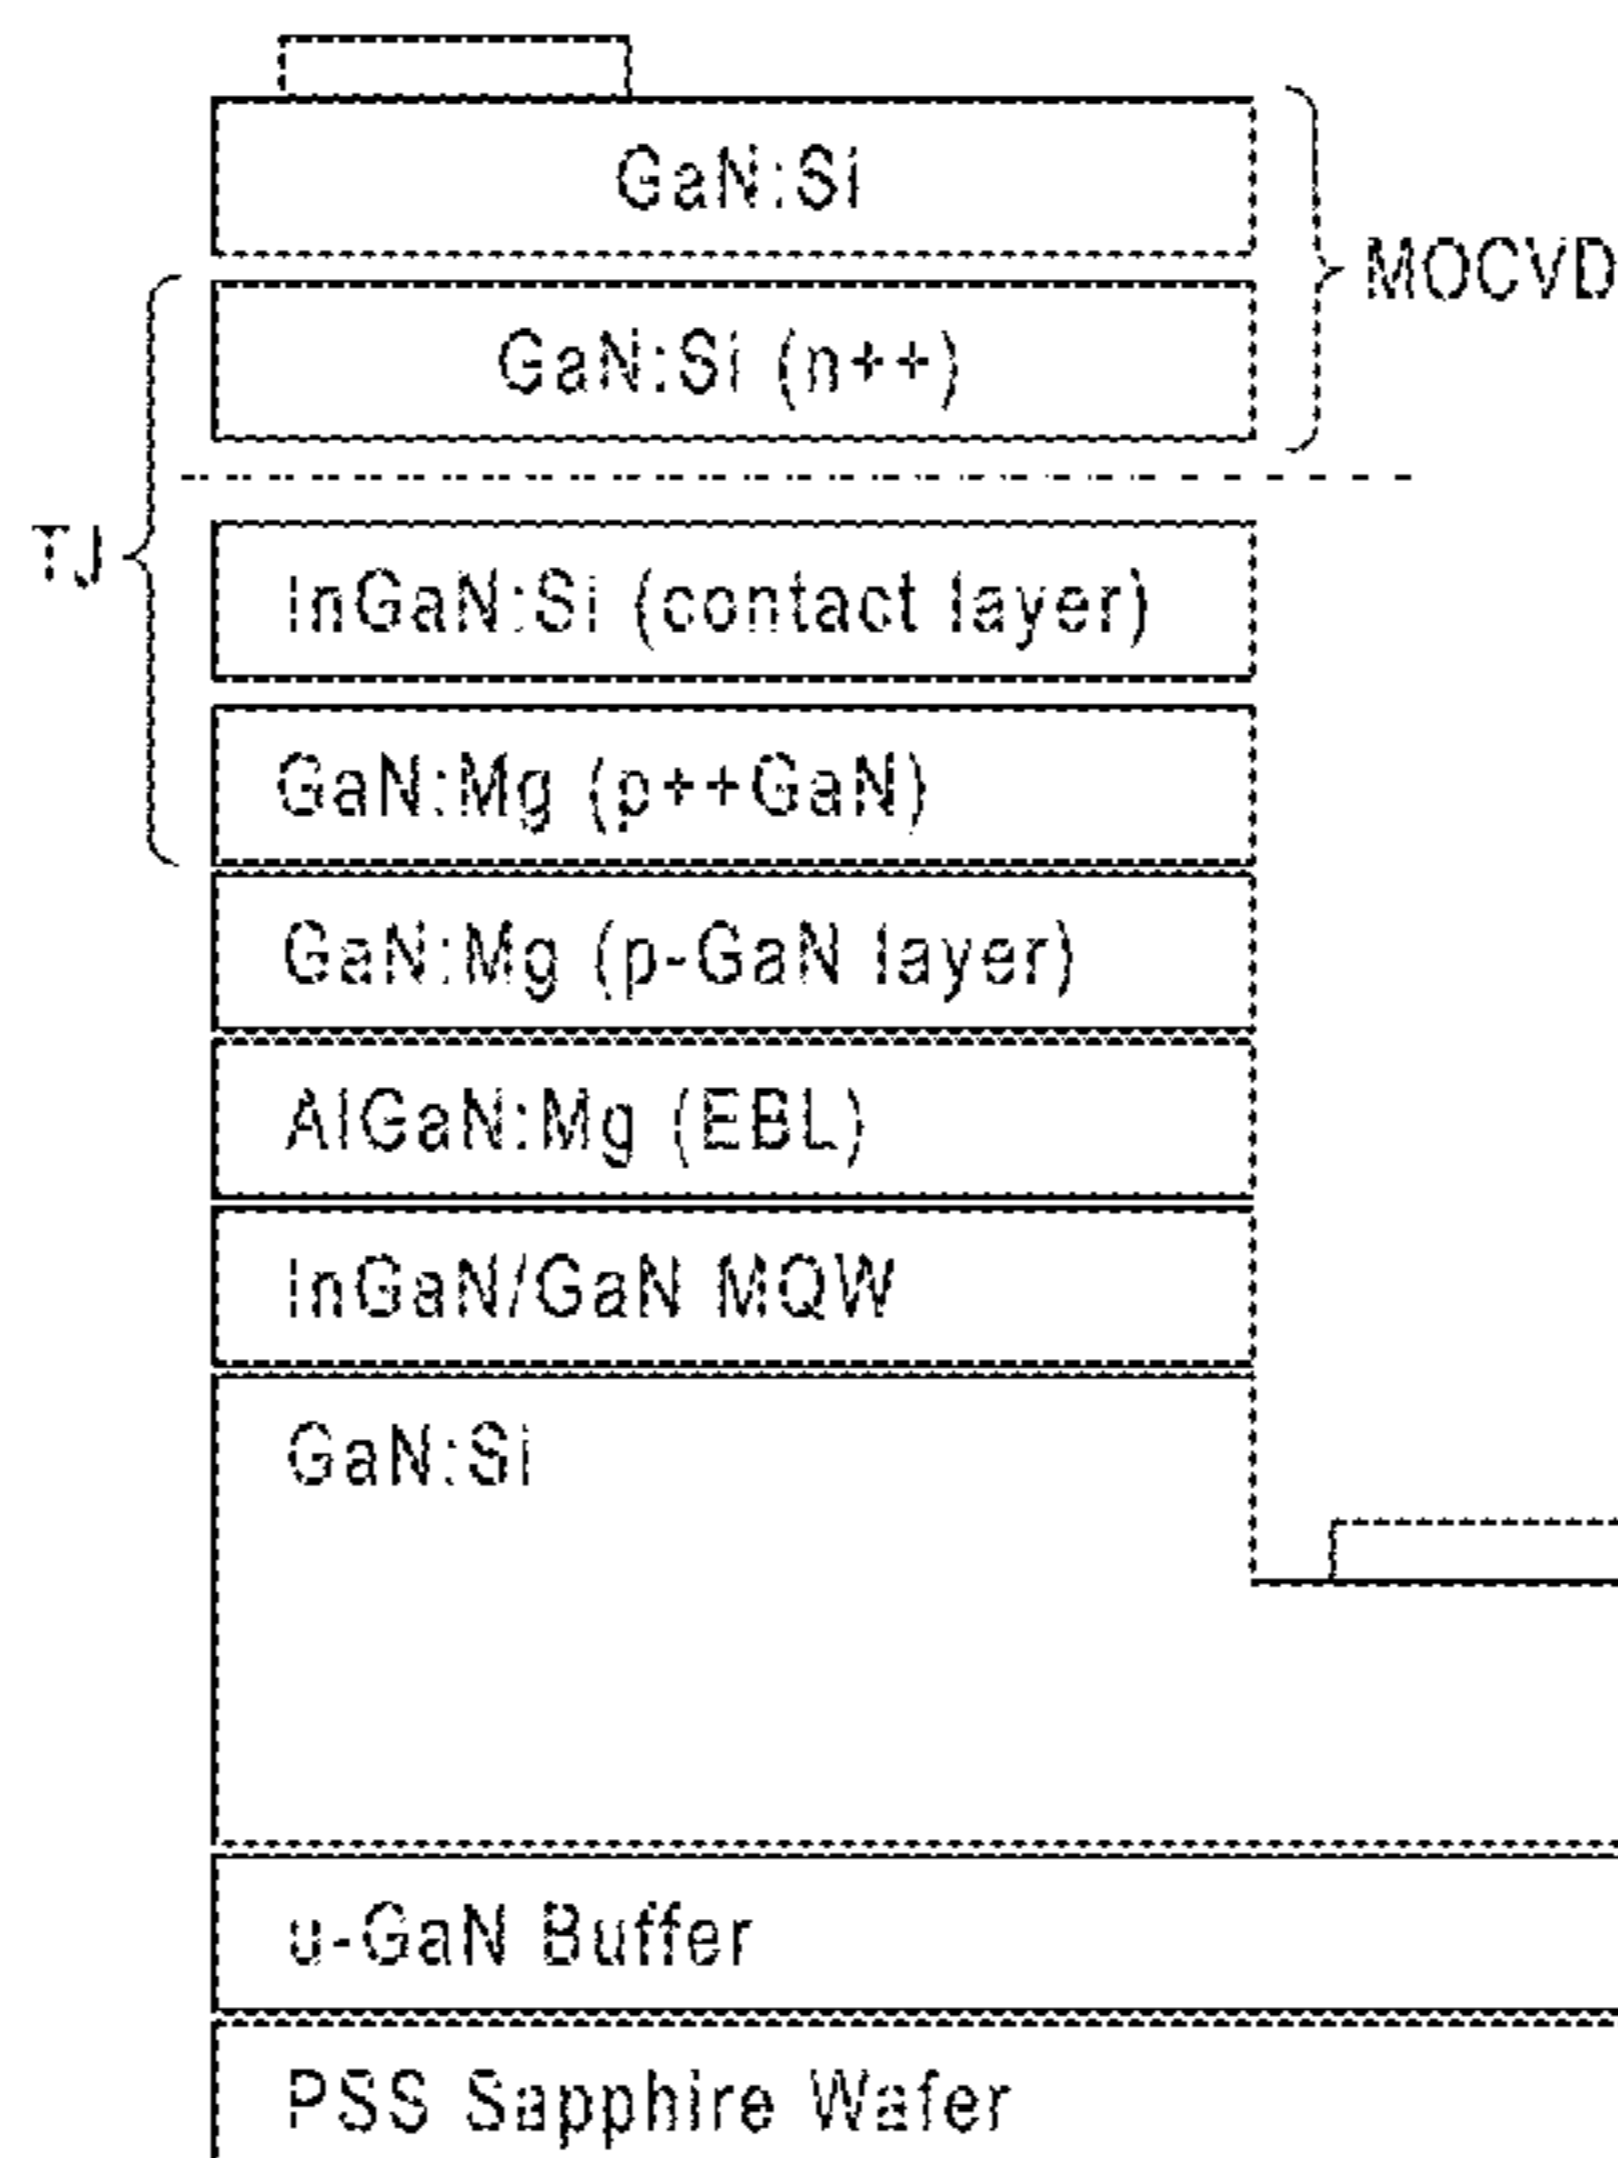 GaN:Si
MOCVD
GaN:Si (n++)
TJ
InGaN:Si (contact layer)
GaN:Mg (p++GaN)
GaN:Mg (p-GaN layer)
AlGaN:Mg (EBL)
InGaN/GaN MQW
GaN:Si
u-GaN Buffer
PSS Sapphire Wafer